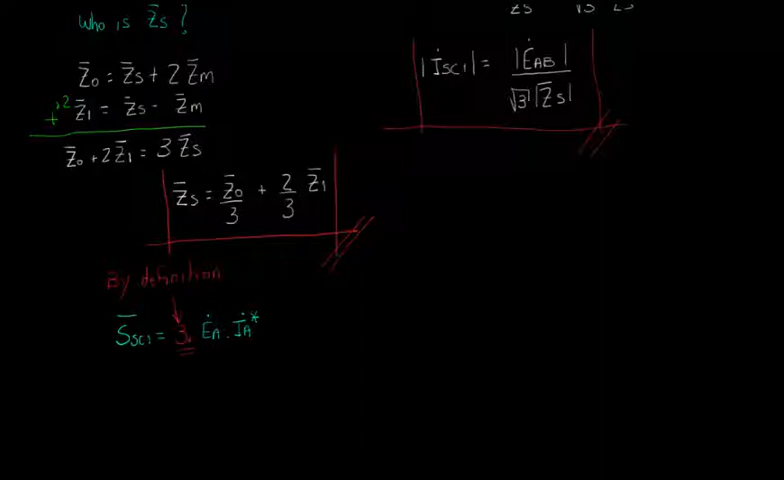 Who is Z̄s?
Z̄₀ = Z̄s + 2 Z̄m
+ ×2 Z̄₁ = Z̄s - Z̄m
Z̄₀ + 2Z̄₁ = 3 Z̄s
Z̄s = Z̄₀/3 + 2/3 Z̄₁
By definition
S̄sc1 = 3. ĖA . İA*
|İsc1| = |ĖAB| / √3 |Z̄s|